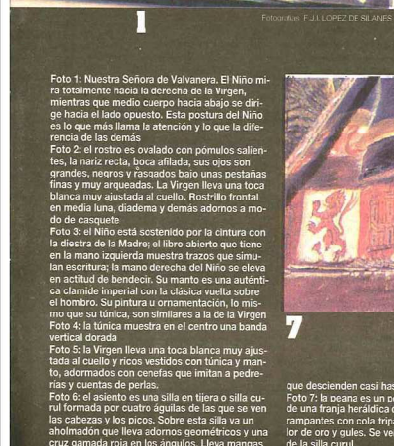 1
Fotografías: F.J.I. LOPEZ DE SILANES
Foto 1: Nuestra Señora de Valvanera. El Niño mi-
ra totalmente hacia la derecha de la Virgen,
mientras que medio cuerpo hacia abajo se diri-
ge hacia el lado opuesto. Esta postura del Niño
es lo que más llama la atención y lo que la dife-
rencia de las demás
Foto 2: el rostro es ovalado con pómulos salien-
tes, la nariz recta, boca afilada, sus ojos son
grandes, negros y rasgados bajo unas pestañas
finas y muy arqueadas. La Virgen lleva una toca
blanca muy ajustada al cuello. Rostrillo frontal
en media luna, diadema y demás adornos a mo-
do de casquete
Foto 3: el Niño está sostenido por la cintura con
la diestra de la Madre; el libro abierto que tiene
en la mano izquierda muestra trazos que simu-
lan escritura; la mano derecha del Niño se eleva
en actitud de bendecir. Su manto es una auténti-
ca clámide imperial con la clásica vuelta sobre
el hombro. Su pintura u ornamentación, lo mis-
mo que su túnica, son similares a la de la Virgen
Foto 4: la túnica muestra en el centro una banda
vertical dorada
Foto 5: la Virgen lleva una toca blanca muy ajus-
tada al cuello y ricos vestidos con túnica y man-
to, adormados con cenefas que imitan a pedre-
rías y cuentas de perlas.
Foto 6: el asiento es una silla en tijera o silla cu-
rul formada por cuatro águilas de las que se ven
las cabezas y los picos. Sobre esta silla va un
aholmadón que lleva adornos geométricos y una
cruz gamada roja en los ángulos. Lleva mangas
7
que descienden casi has
Foto 7: la peana es un
de una franja heráldica
rampantes con cola
lor de oro y gules. Se
de la silla curul